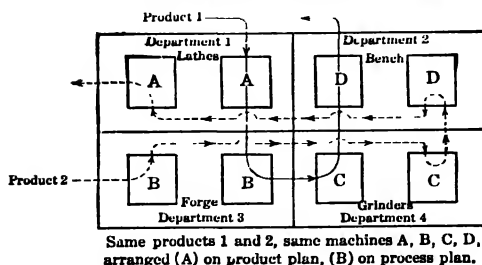 Product 1
Department 1
Lathes
Department 2
Bench
A
A
D
D
Product 2
B
B
C
C
Forge
Department 3
Grinders
Department 4
Same products 1 and 2, same machines A, B, C, D,
arranged (A) on product plan, (B) on process plan.